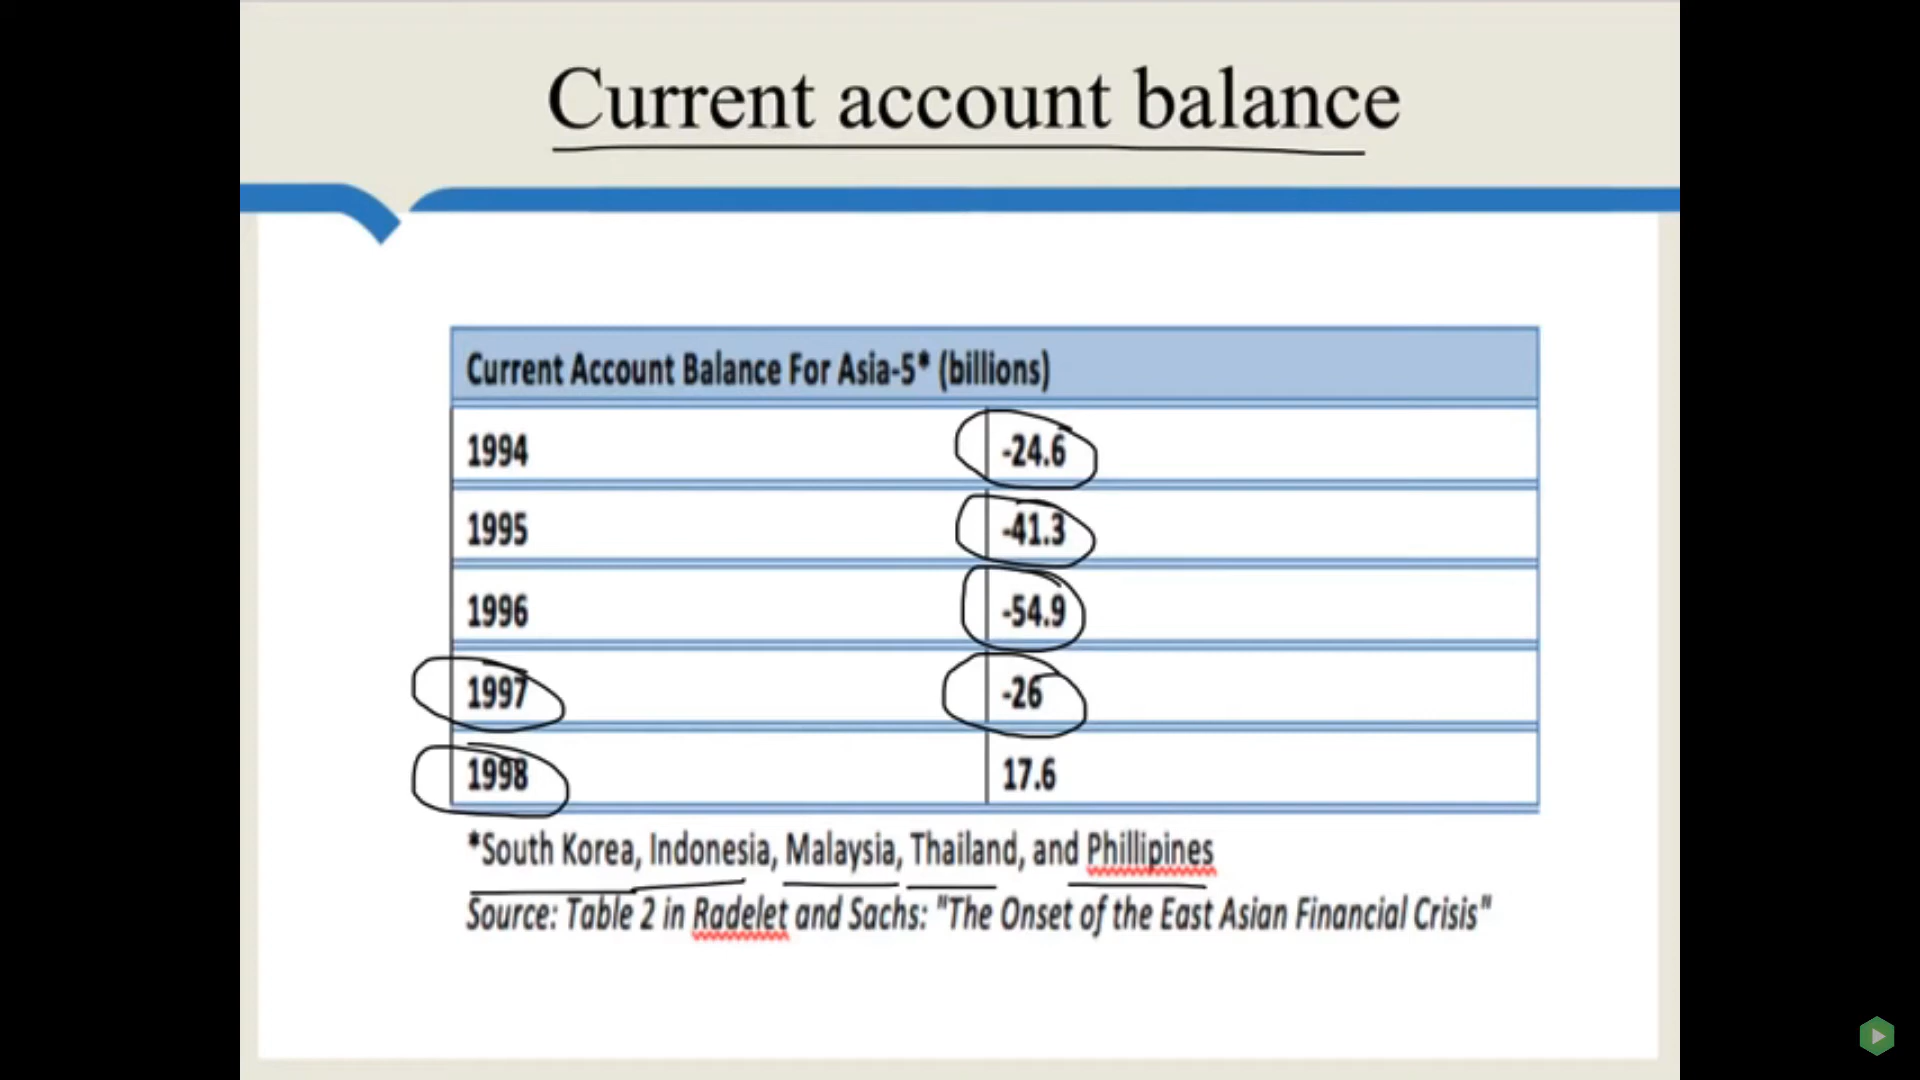 Current account balance
Current Account Balance For Asia-5* (billions)
1994 -24.6
1995 -41.3
1996 -54.9
1997 -26
1998 17.6
*South Korea, Indonesia, Malaysia, Thailand, and Phillipines
Source: Table 2 in Radelet and Sachs: "The Onset of the East Asian Financial Crisis"